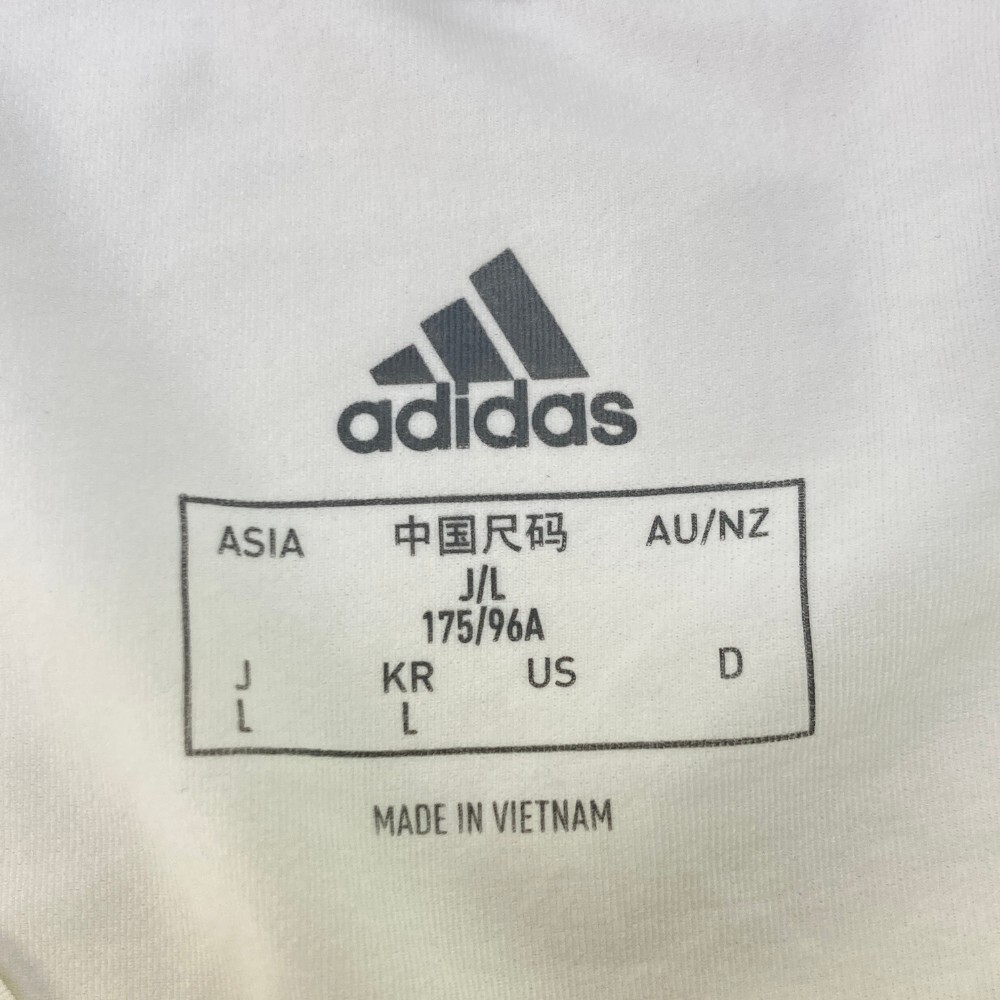 adidas
ASIA 中国尺码 AU/NZ
J/L
175/96A
J KR US D
L L
MADE IN VIETNAM